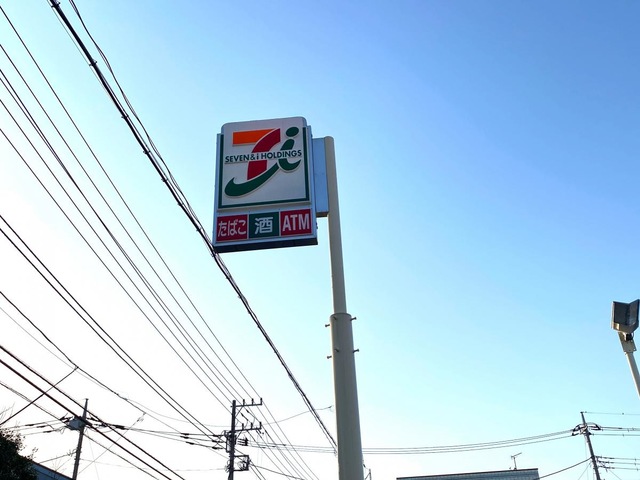 SEVEN & i HOLDINGS
たばこ 酒 ATM